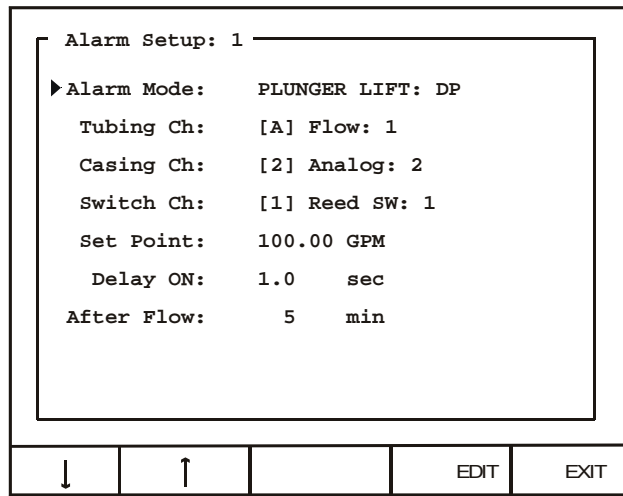 Alarm Setup: 1
Alarm Mode: PLUNGER LIFT: DP
Tubing Ch: [A] Flow: 1
Casing Ch: [2] Analog: 2
Switch Ch: [1] Reed SW: 1
Set Point: 100.00 GPM
Delay ON: 1.0 sec
After Flow: 5 min
↓ ↑ EDIT EXIT